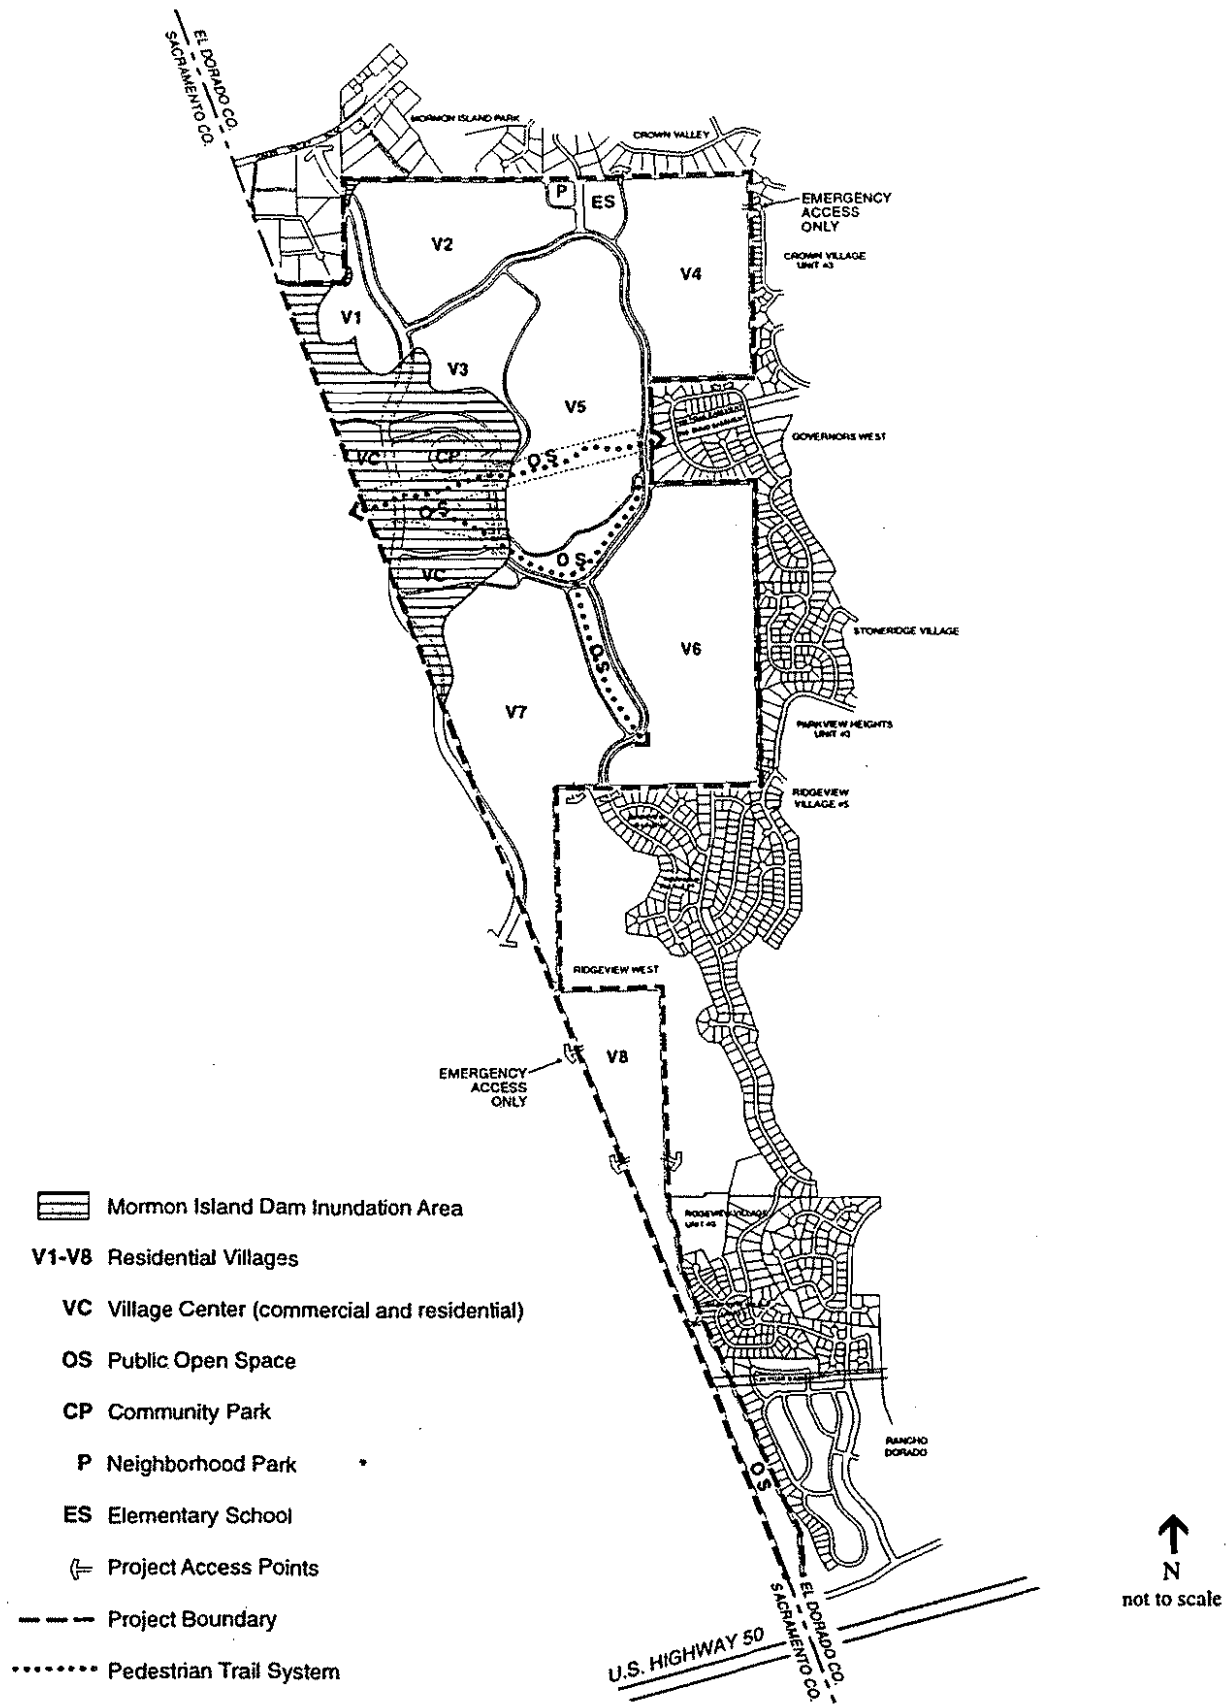 EL DORADO CO.
SACRAMENTO CO.
MORMON ISLAND PARK
CROWN VALLEY
P
ES
EMERGENCY
ACCESS
ONLY
V2
CROWN VILLAGE
UNIT #3
V4
V1
V3
V5
GOVERNORS WEST
VC
CP
OS
OS
OS
VC
STONERIDGE VILLAGE
OS
V6
V7
PARKVIEW HEIGHTS
RIDGEVIEW
VILLAGE #5
RIDGEVIEW WEST
V8
EMERGENCY
ACCESS
ONLY
Mormon Island Dam Inundation Area
RIDGEVIEW VILLAGE
V1-V8 Residential Villages
VC Village Center (commercial and residential)
OS Public Open Space
CP Community Park
RANCHO
DORADO
P Neighborhood Park
OS
ES Elementary School
Project Access Points
N
not to scale
Project Boundary
EL DORADO CO.
SACRAMENTO CO.
U.S. HIGHWAY 50
Pedestrian Trail System